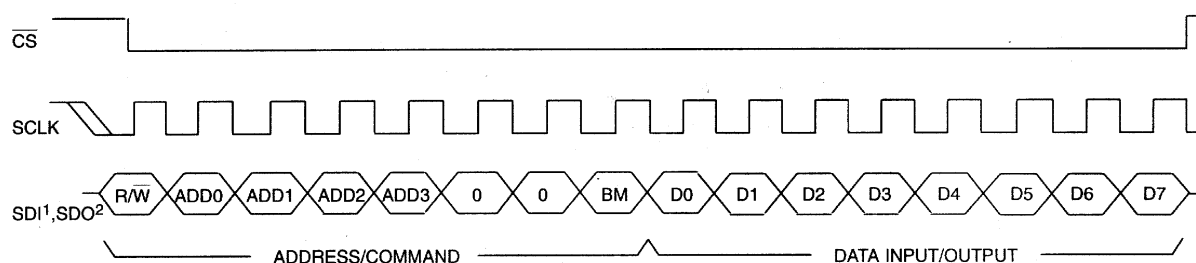 CS
SCLK
SDI¹,SDO² R/W ADD0 ADD1 ADD2 ADD3 0 0 BM D0 D1 D2 D3 D4 D5 D6 D7
ADDRESS/COMMAND DATA INPUT/OUTPUT